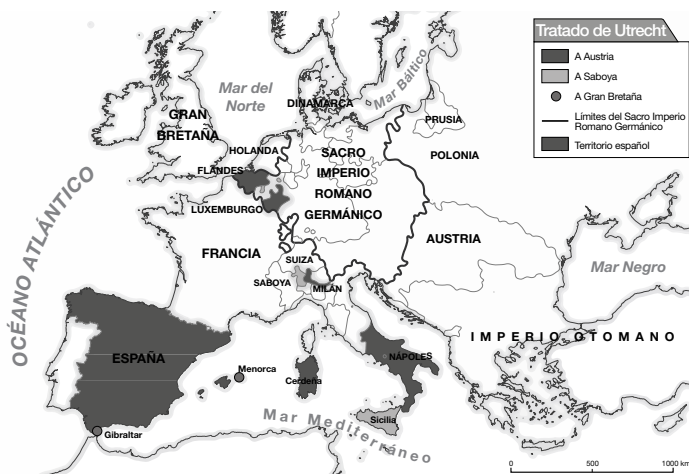 Tratado de Utrecht
A Austria
A Saboya
A Gran Bretaña
Límites del Sacro Imperio
Romano Germánico
Territorio español
Mar del
Norte
Mar Báltico
DINAMARCA
GRAN
BRETAÑA
HOLANDA
PRUSIA
POLONIA
SACRO
IMPERIO
ROMANO
GERMÁNICO
FLANDES
LUXEMBURGO
OCÉANO ATLÁNTICO
FRANCIA
AUSTRIA
SUIZA
SABOYA
MILÁN
Mar Negro
IMPERIO OTOMANO
ESPAÑA
NÁPOLES
Menorca
Cerdeña
Sicilia
Mar Mediterráneo
Gibraltar
0 500 1000 km